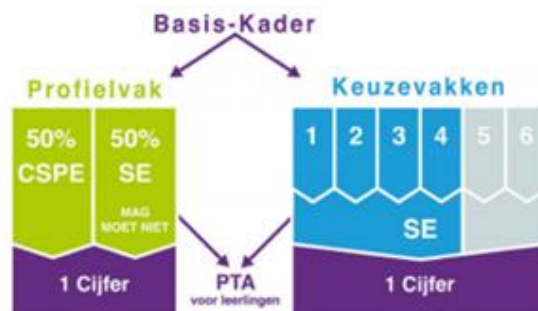 Basis-Kader
Profielvak
Keuzevakken
50%
CSPE
50%
SE
MAG
MOET NIET
1 2 3 4 5 6
SE
1 Cijfer
PTA
voor leerlingen
1 Cijfer